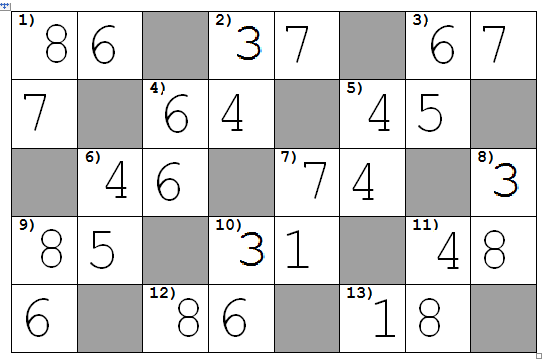 1) 8 6 2) 3 7 3) 6 7
7 4) 6 4 5) 4 5
6) 4 6 7) 7 4 8) 3
9) 8 5 10) 3 1 11) 4 8
6 12) 8 6 13) 1 8